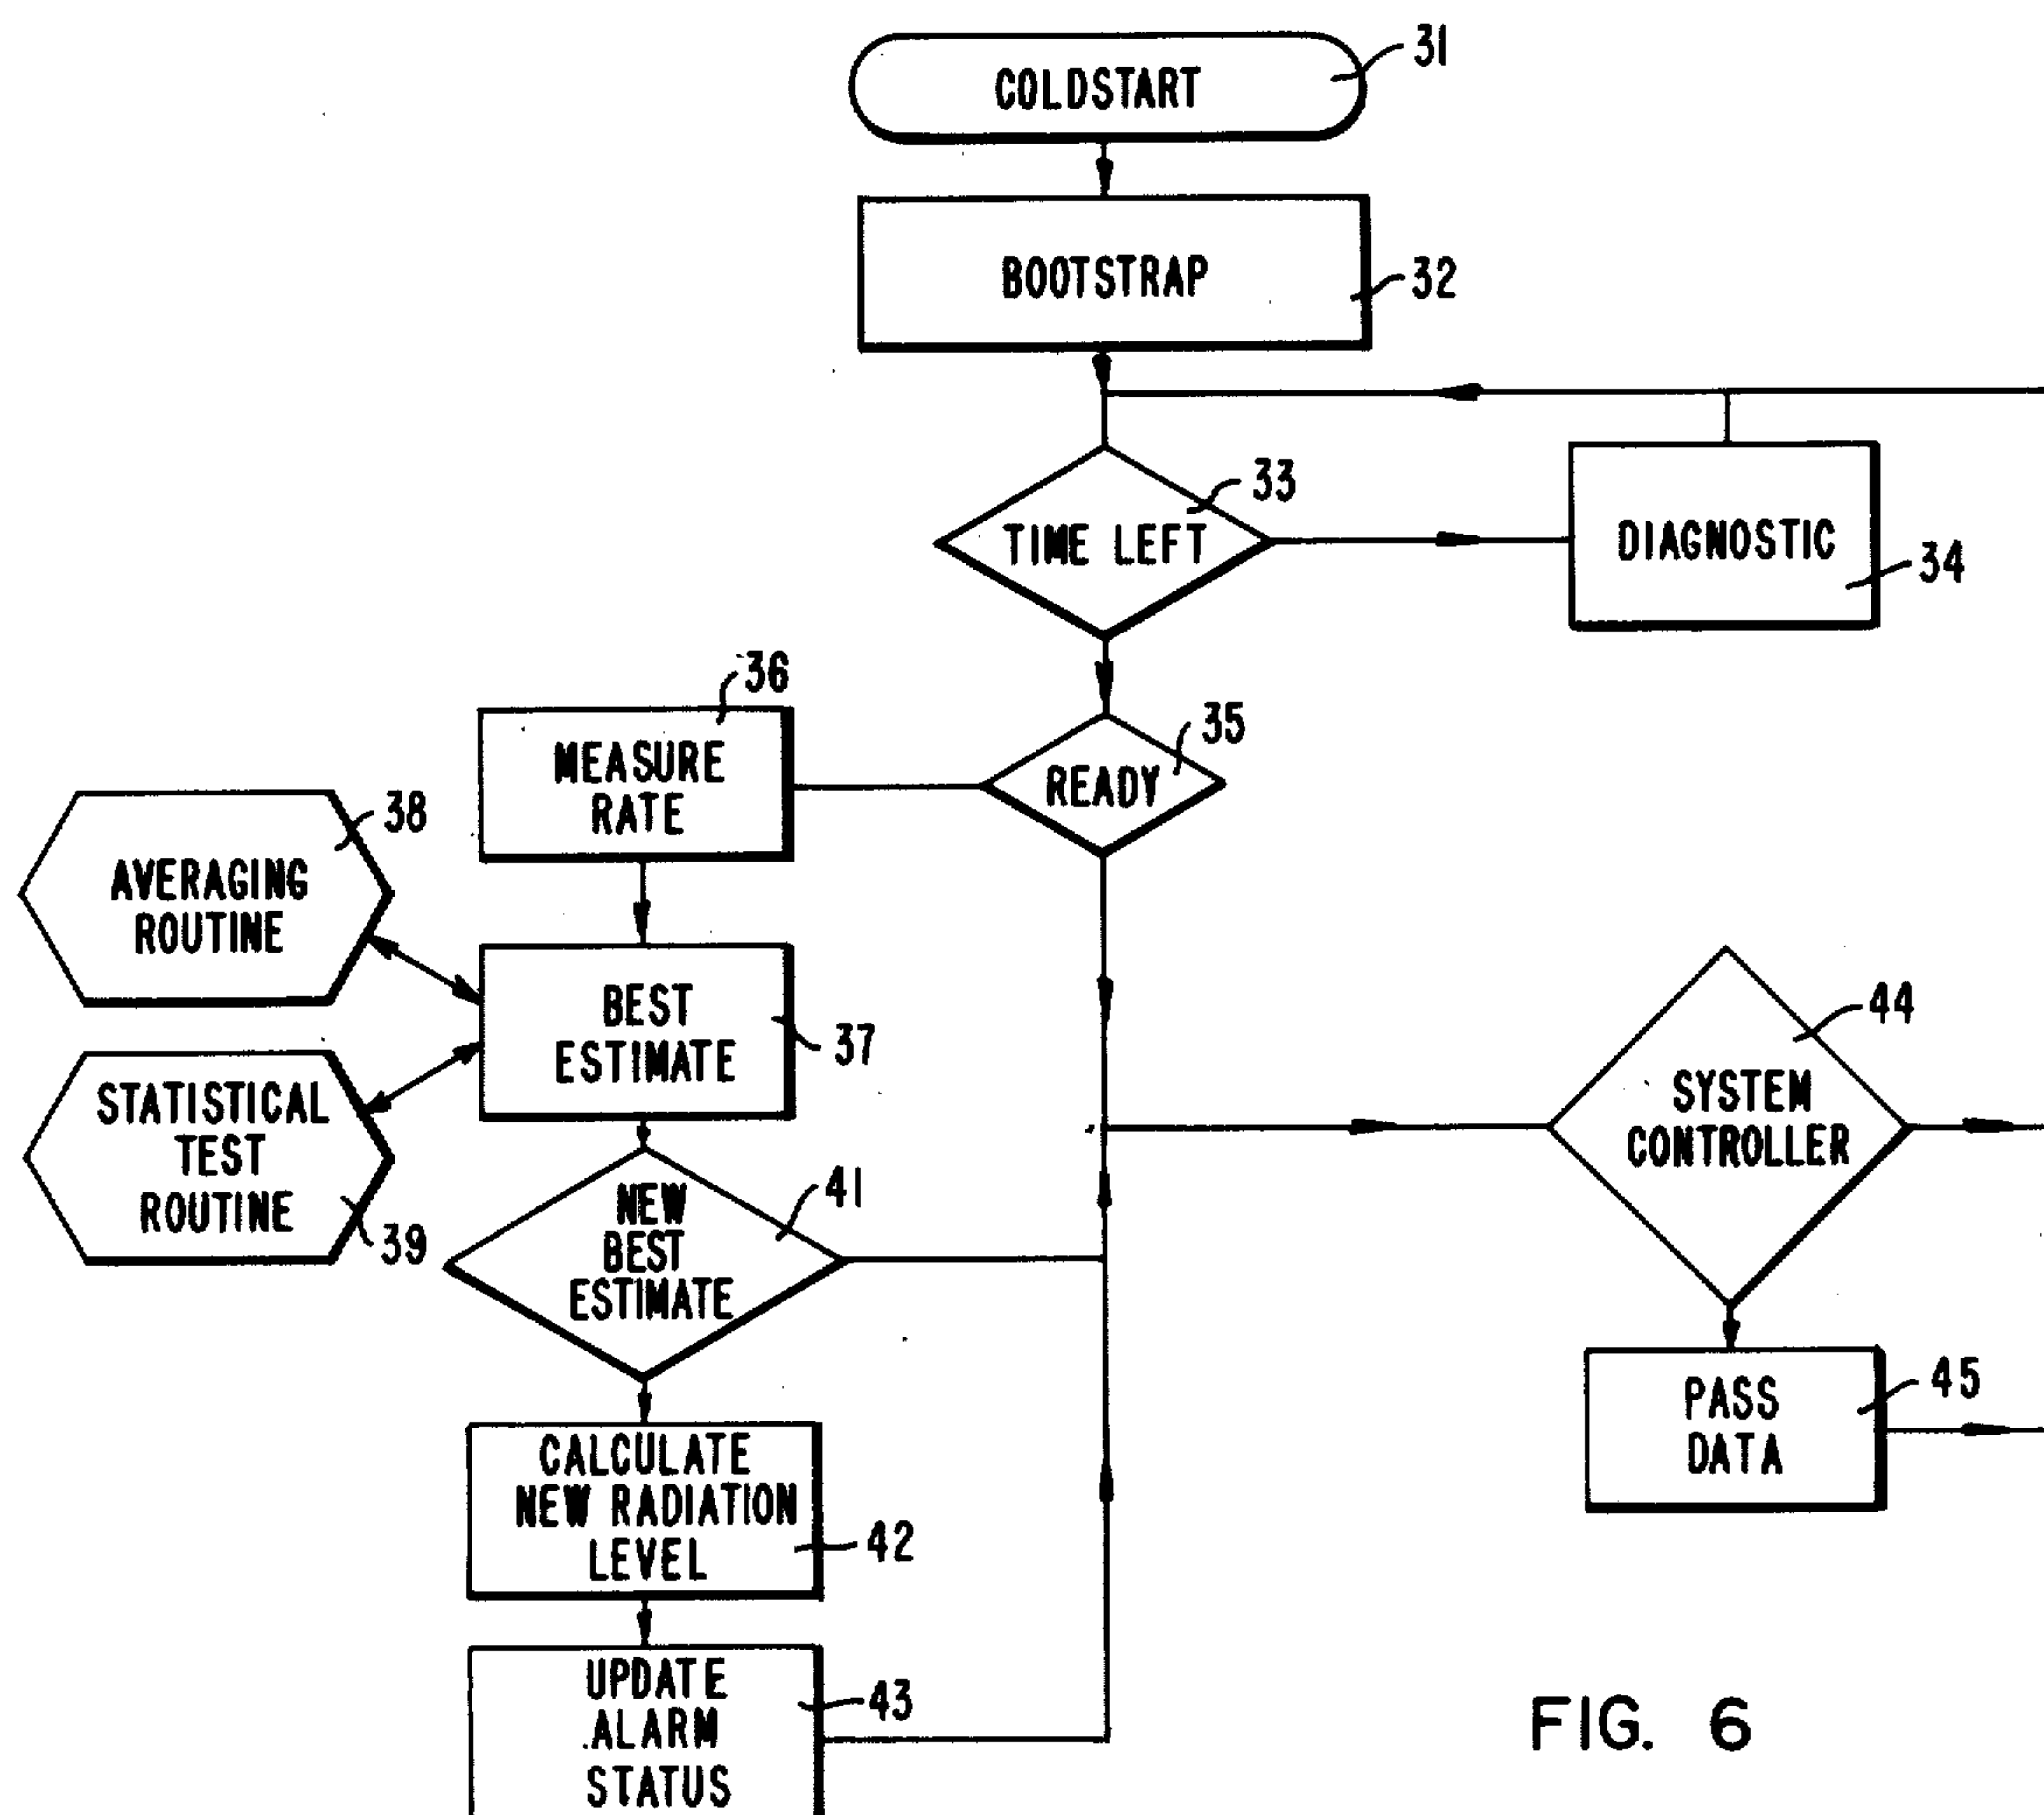 COLDSTART
31
BOOTSTRAP
32
TIME LEFT
33
DIAGNOSTIC
34
READY
35
MEASURE
RATE
36
AVERAGING
ROUTINE
38
BEST
ESTIMATE
37
STATISTICAL
TEST
ROUTINE
39
NEW
BEST
ESTIMATE
41
SYSTEM
CONTROLLER
44
PASS
DATA
45
CALCULATE
NEW RADIATION
LEVEL
42
UPDATE
ALARM
STATUS
43
FIG. 6